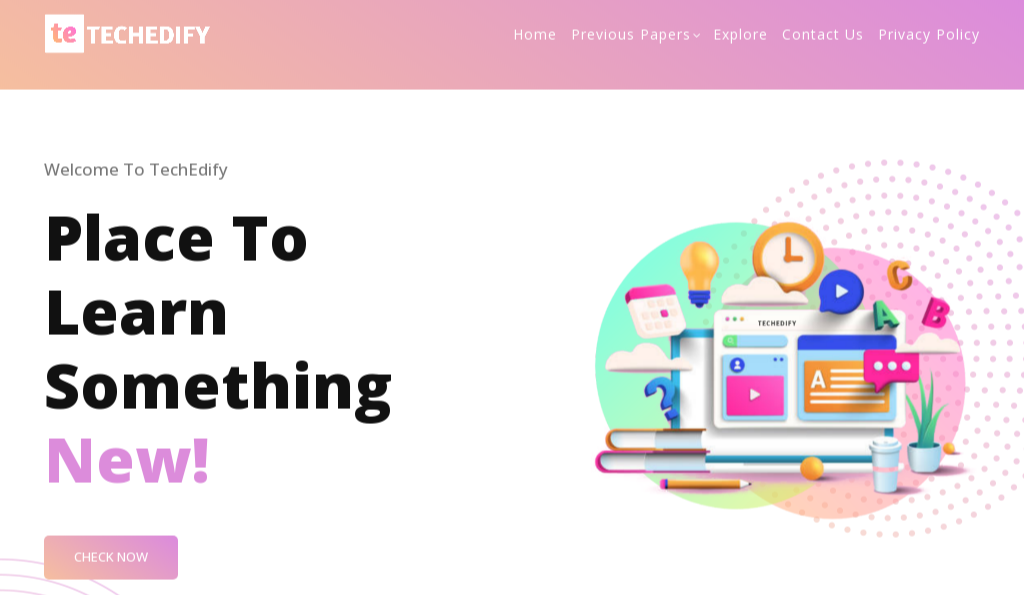 te TECHEDIFY
Home Previous Papers Explore Contact Us Privacy Policy
Welcome To TechEdify
Place To
Learn
Something
New!
CHECK NOW
TECHEDIFY
A
C
B
A
?